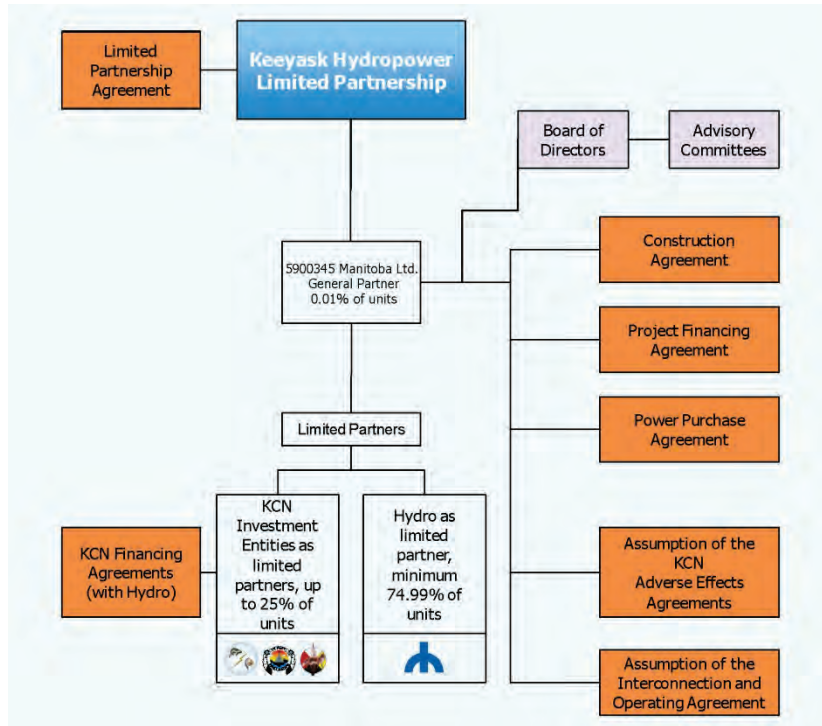 Limited
Partnership
Agreement
Keeyask Hydropower
Limited Partnership
Board of
Directors
Advisory
Committees
5900345 Manitoba Ltd.
General Partner
0.01% of units
Construction
Agreement
Project Financing
Agreement
Power Purchase
Agreement
Limited Partners
KCN Financing
Agreements
(with Hydro)
KCN
Investment
Entities as
limited
partners, up
to 25% of
units
Hydro as
limited
partner,
minimum
74.99% of
units
Assumption of the
KCN
Adverse Effects
Agreements
Assumption of the
Interconnection and
Operating Agreement